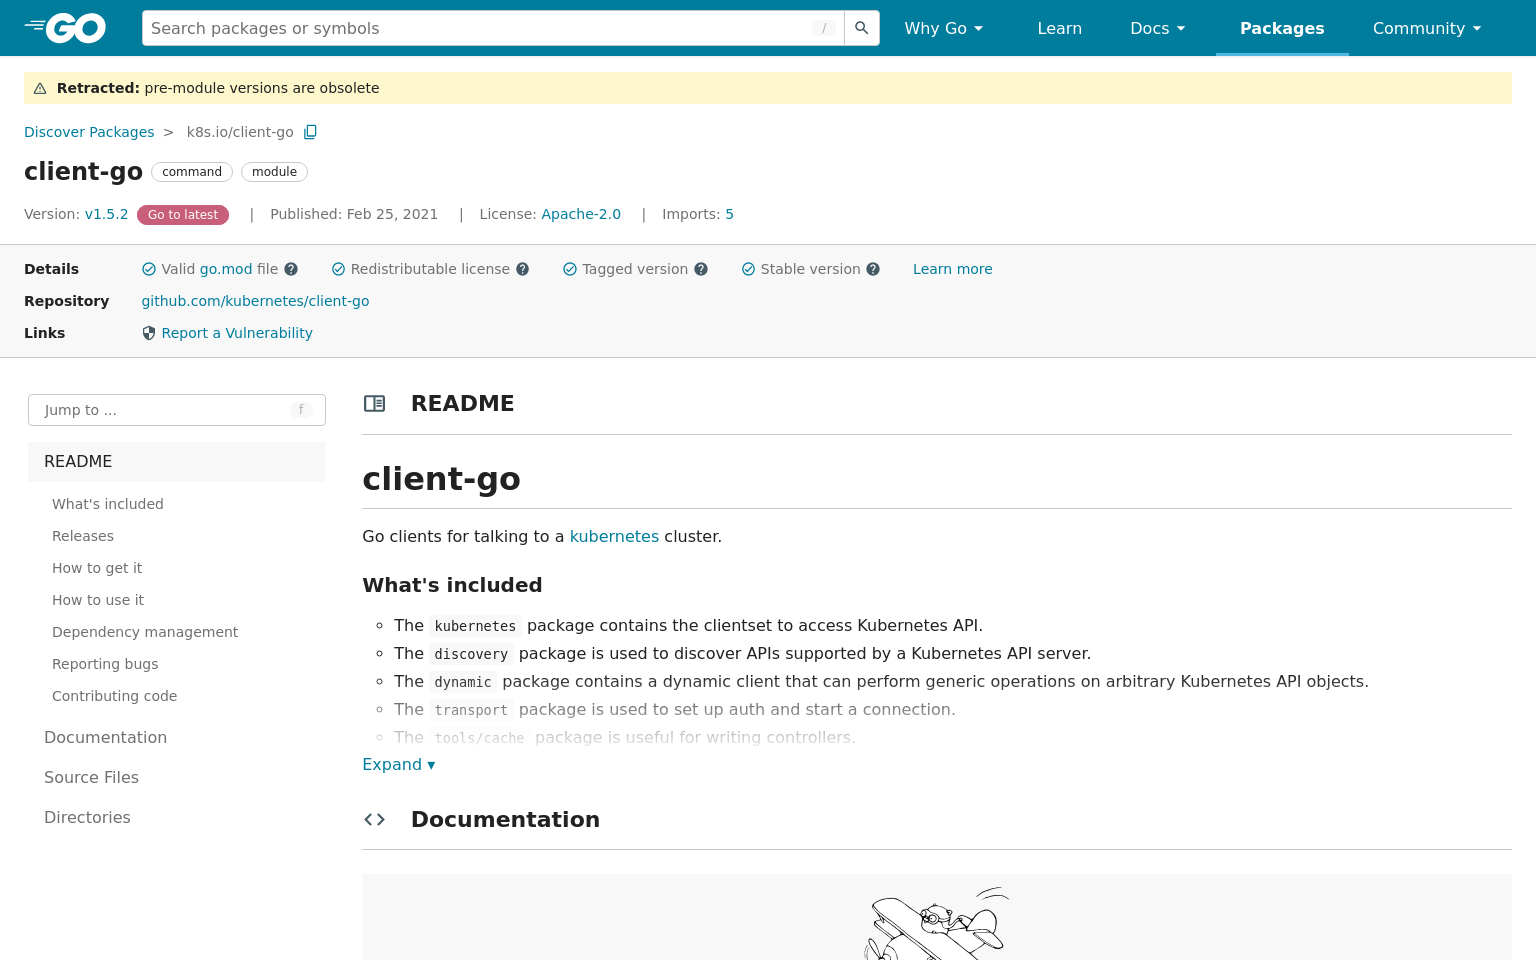 GO
Search packages or symbols /
Why Go
Learn
Docs
Packages
Community
Retracted: pre-module versions are obsolete
Discover Packages > k8s.io/client-go
client-go command module
Version: v1.5.2 Go to latest | Published: Feb 25, 2021 | License: Apache-2.0 | Imports: 5
Details Valid go.mod file Redistributable license Tagged version Stable version Learn more
Repository github.com/kubernetes/client-go
Links Report a Vulnerability
Jump to ... f
README
What's included
Releases
How to get it
How to use it
Dependency management
Reporting bugs
Contributing code
Documentation
Source Files
Directories
README
client-go
Go clients for talking to a kubernetes cluster.
What's included
The kubernetes package contains the clientset to access Kubernetes API.
The discovery package is used to discover APIs supported by a Kubernetes API server.
The dynamic package contains a dynamic client that can perform generic operations on arbitrary Kubernetes API objects.
The transport package is used to set up auth and start a connection.
The tools/cache package is useful for writing controllers.
Expand ▾
Documentation